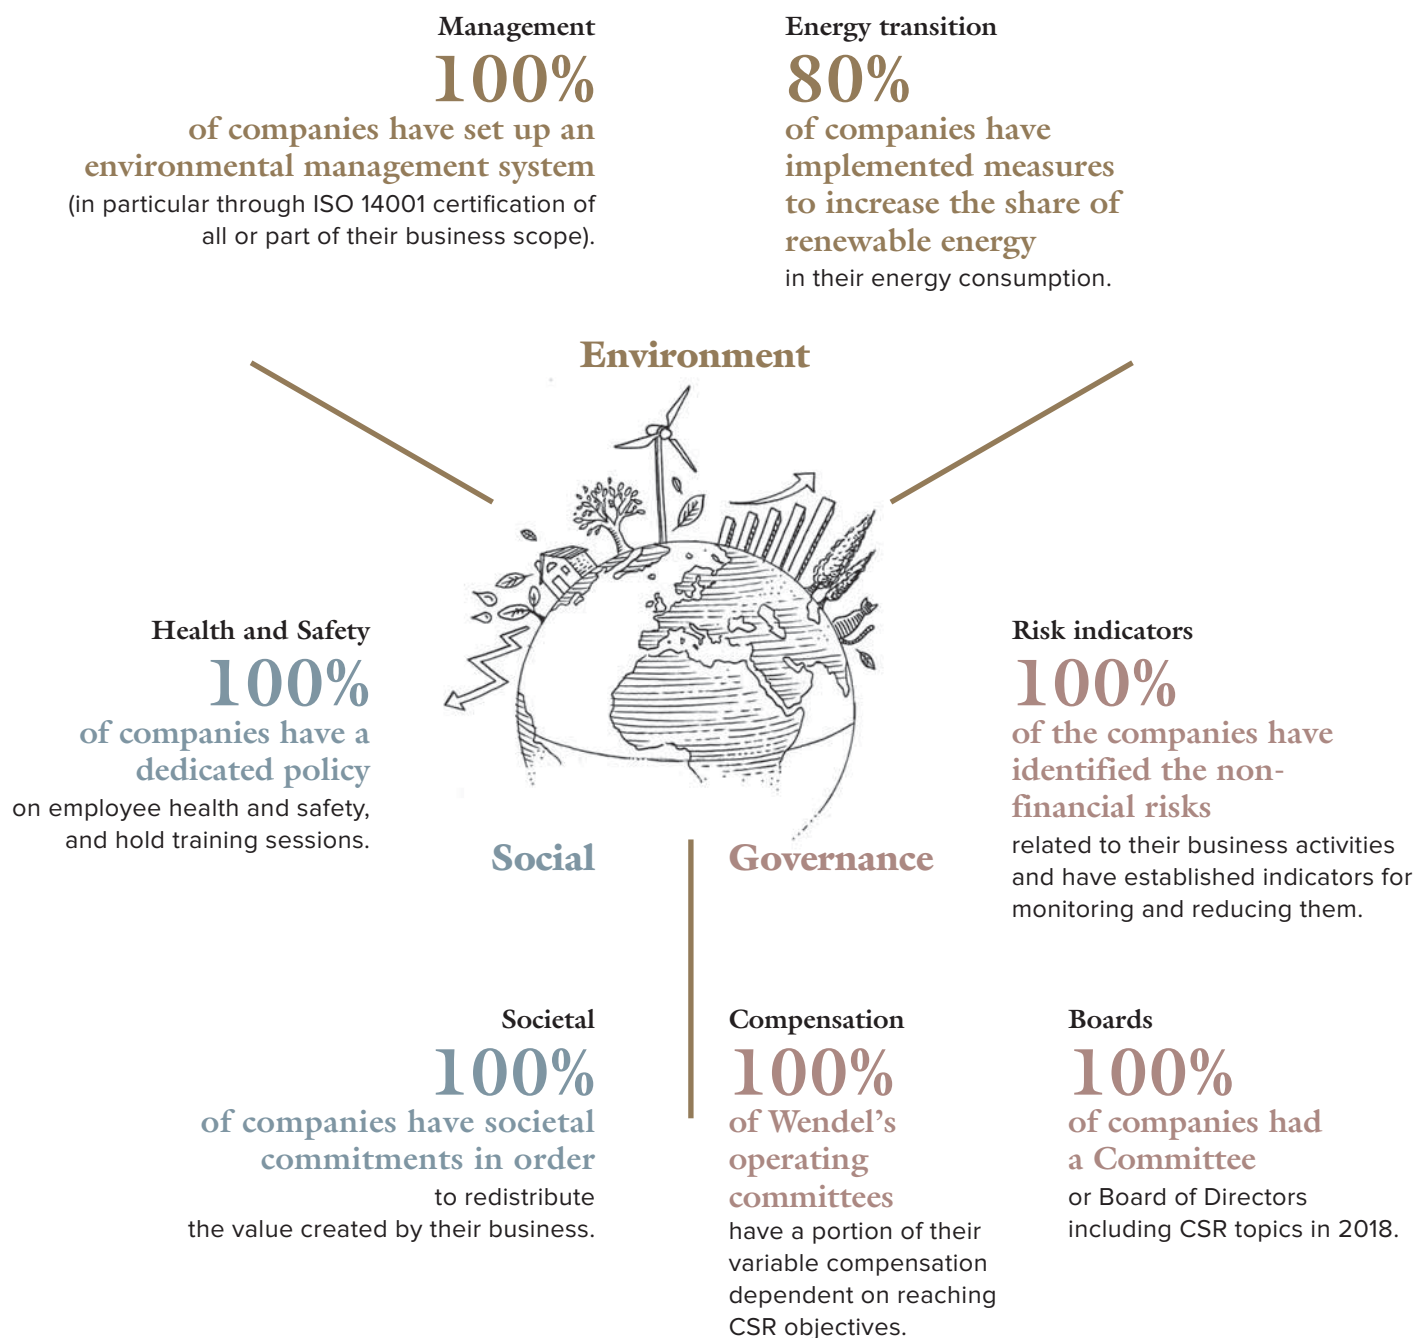 Management
100%
of companies have set up an
environmental management system
(in particular through ISO 14001 certification of
all or part of their business scope).
Energy transition
80%
of companies have
implemented measures
to increase the share of
renewable energy
in their energy consumption.
Environment
Health and Safety
100%
of companies have a
dedicated policy
on employee health and safety,
and hold training sessions.
Risk indicators
100%
of the companies have
identified the non-
financial risks
related to their business activities
and have established indicators for
monitoring and reducing them.
Social
Governance
Societal
100%
of companies have societal
commitments in order
to redistribute
the value created by their business.
Compensation
100%
of Wendel’s
operating
committees
have a portion of their
variable compensation
dependent on reaching
CSR objectives.
Boards
100%
of companies had
a Committee
or Board of Directors
including CSR topics in 2018.